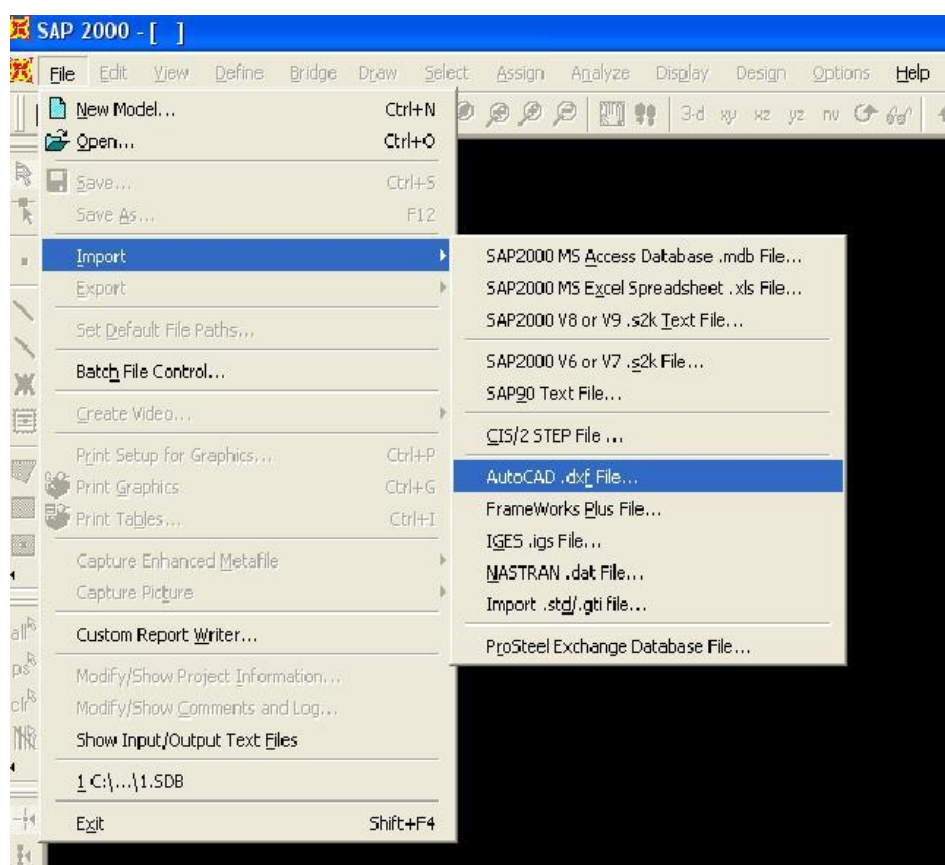 SAP 2000 - [ ]
File Edit View Define Bridge Draw Select Assign Analyze Display Design Options Help
3-d xy xz yz nv
New Model... Ctrl+N
Open... Ctrl+O
Save... Ctrl+S
Save As... F12
Import
Export
Set Default File Paths...
Batch File Control...
Create Video...
Print Setup for Graphics... Ctrl+P
Print Graphics Ctrl+G
Print Tables... Ctrl+T
Capture Enhanced Metafile
Capture Picture
Custom Report Writer...
Modify/Show Project Information...
Modify/Show Comments and Log...
Show Input/Output Text Files
1 C:\...\1.SDB
Exit Shift+F4
SAP2000 MS Access Database .mdb File...
SAP2000 MS Excel Spreadsheet .xls File...
SAP2000 V8 or V9 .s2k Text File...
SAP2000 V6 or V7 .s2k File...
SAP90 Text File...
CIS/2 STEP File ...
AutoCAD .dxf File...
FrameWorks Plus File...
IGES .igs File...
NASTRAN .dat File...
Import .std/.gti file...
ProSteel Exchange Database File...
all
ps
clr